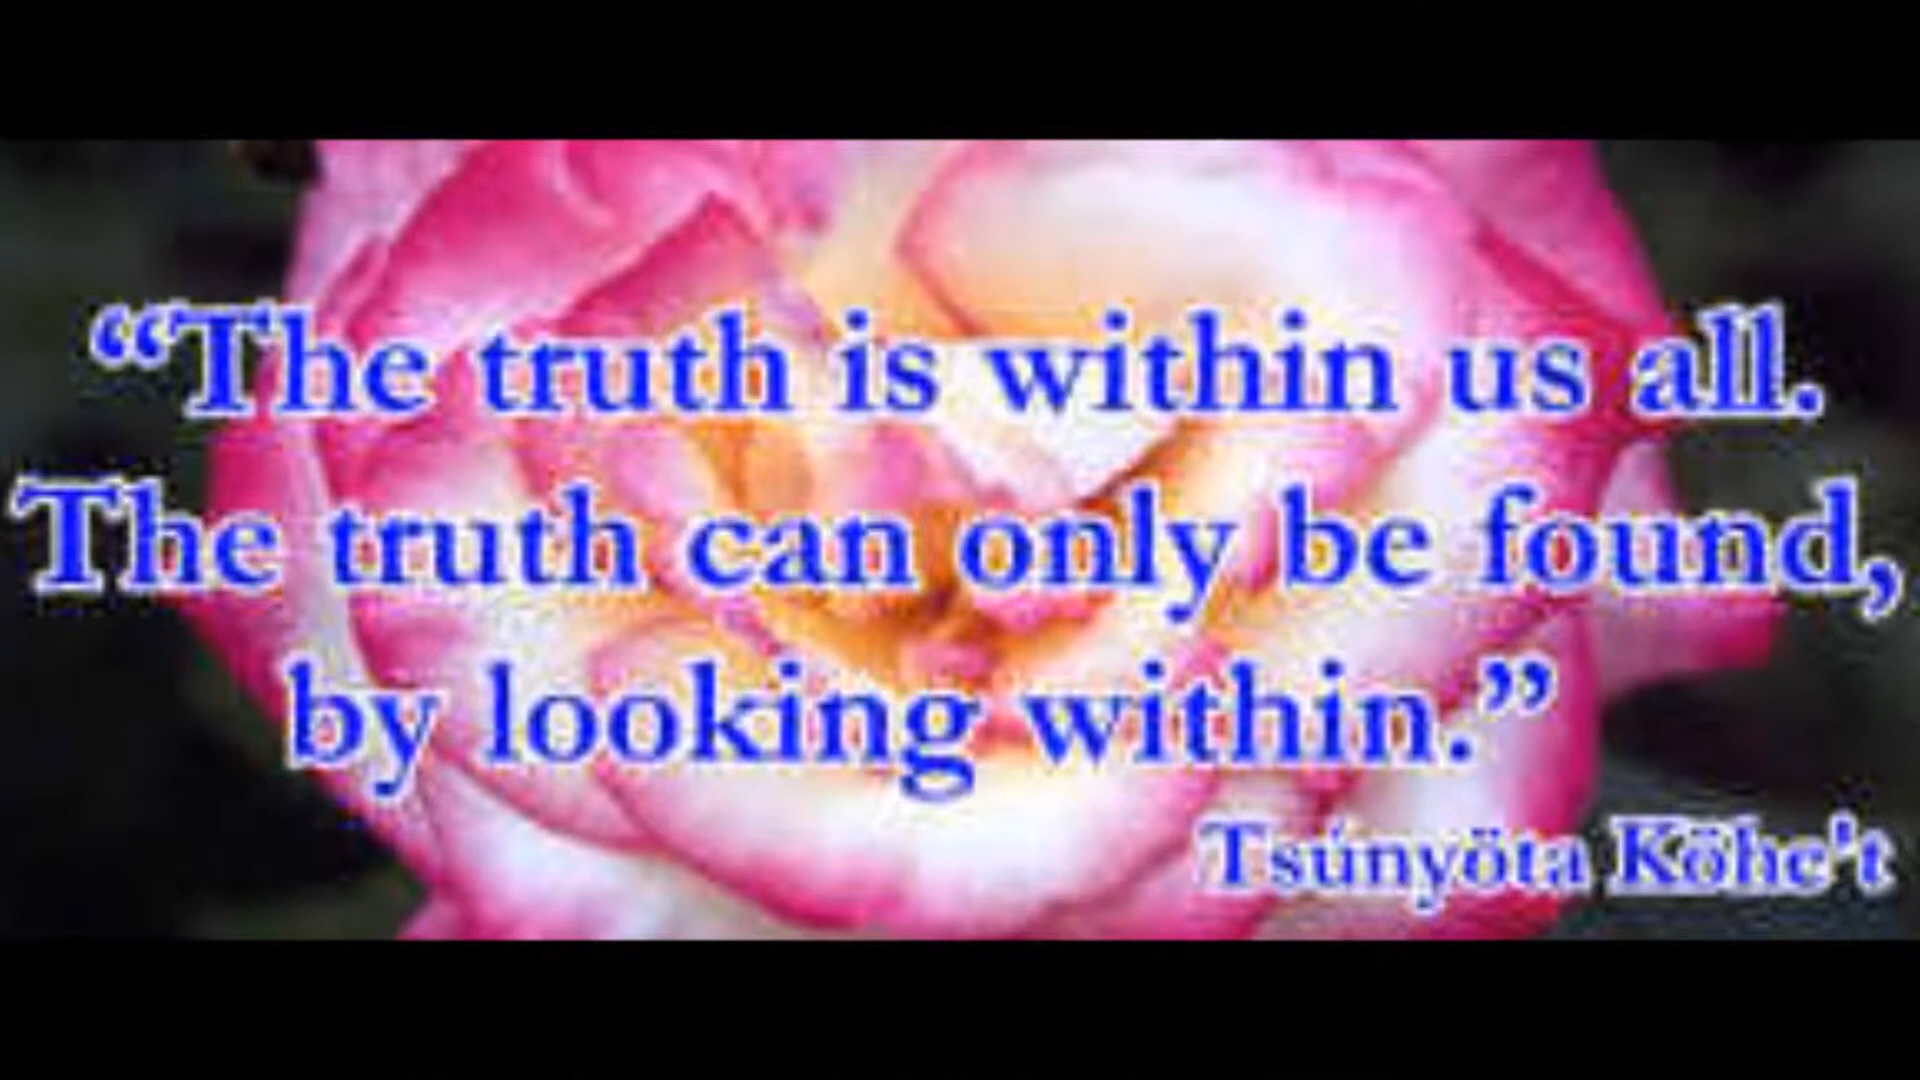 “The truth is within us all.
The truth can only be found,
by looking within.”
Tsúnyöta Köhe't